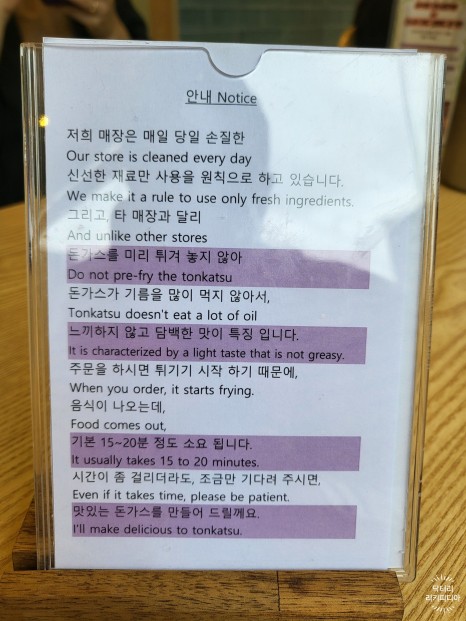 안내 Notice
저희 매장은 매일 당일 손질한
Our store is cleaned every day
신선한 재료만 사용을 원칙으로 하고 있습니다.
We make it a rule to use only fresh ingredients.
그리고, 타 매장과 달리
And unlike other stores
돈가스를 미리 튀겨 놓지 않아
Do not pre-fry the tonkatsu
돈가스가 기름을 많이 먹지 않아서,
Tonkatsu doesn't eat a lot of oil
느끼하지 않고 담백한 맛이 특징 입니다.
It is characterized by a light taste that is not greasy.
주문을 하시면 튀기기 시작 하기 때문에,
When you order, it starts frying.
음식이 나오는데,
Food comes out,
기본 15~20분 정도 소요 됩니다.
It usually takes 15 to 20 minutes.
시간이 좀 걸리더라도, 조금만 기다려 주시면,
Even if it takes time, please be patient.
맛있는 돈가스를 만들어 드릴께요.
I'll make delicious to tonkatsu.
닥터리
리키피디아